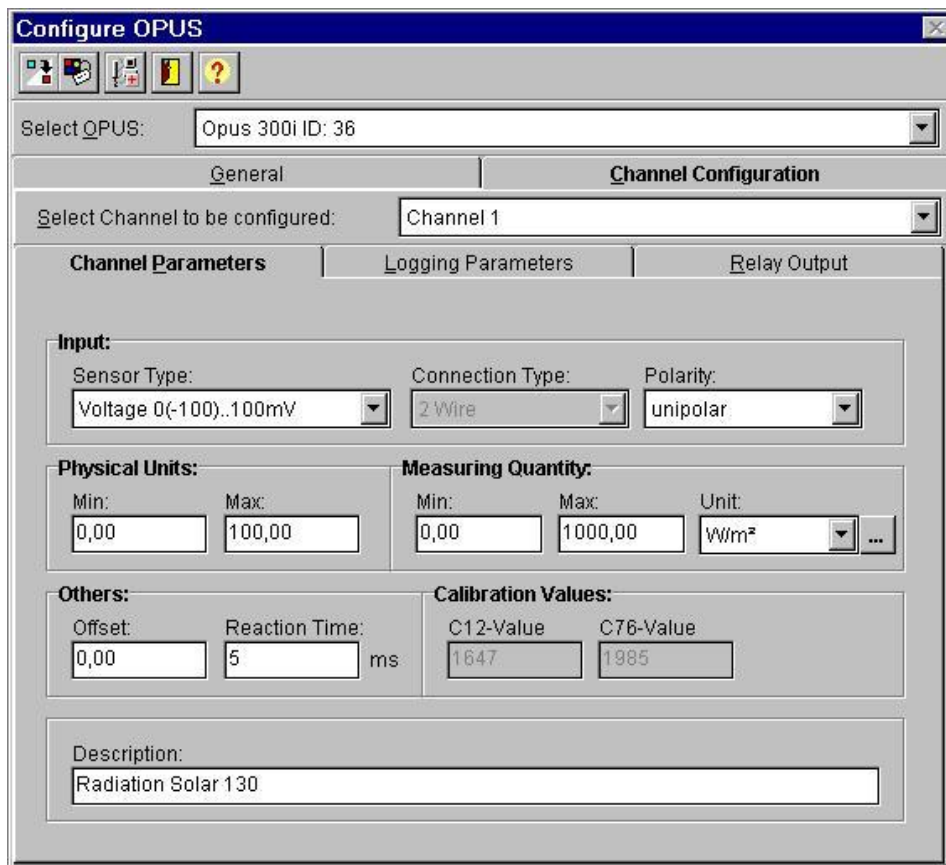 Configure OPUS
Select OPUS: Opus 300i ID: 36
General Channel Configuration
Select Channel to be configured: Channel 1
Channel Parameters Logging Parameters Relay Output
Input:
Sensor Type: Connection Type: Polarity:
Voltage 0(-100)..100mV 2 Wire unipolar
Physical Units: Measuring Quantity:
Min: Max: Min: Max: Unit:
0,00 100,00 0,00 1000,00 W/m² ...
Others: Calibration Values:
Offset: Reaction Time: C12-Value C76-Value
0,00 5 ms 1647 1985
Description:
Radiation Solar 130